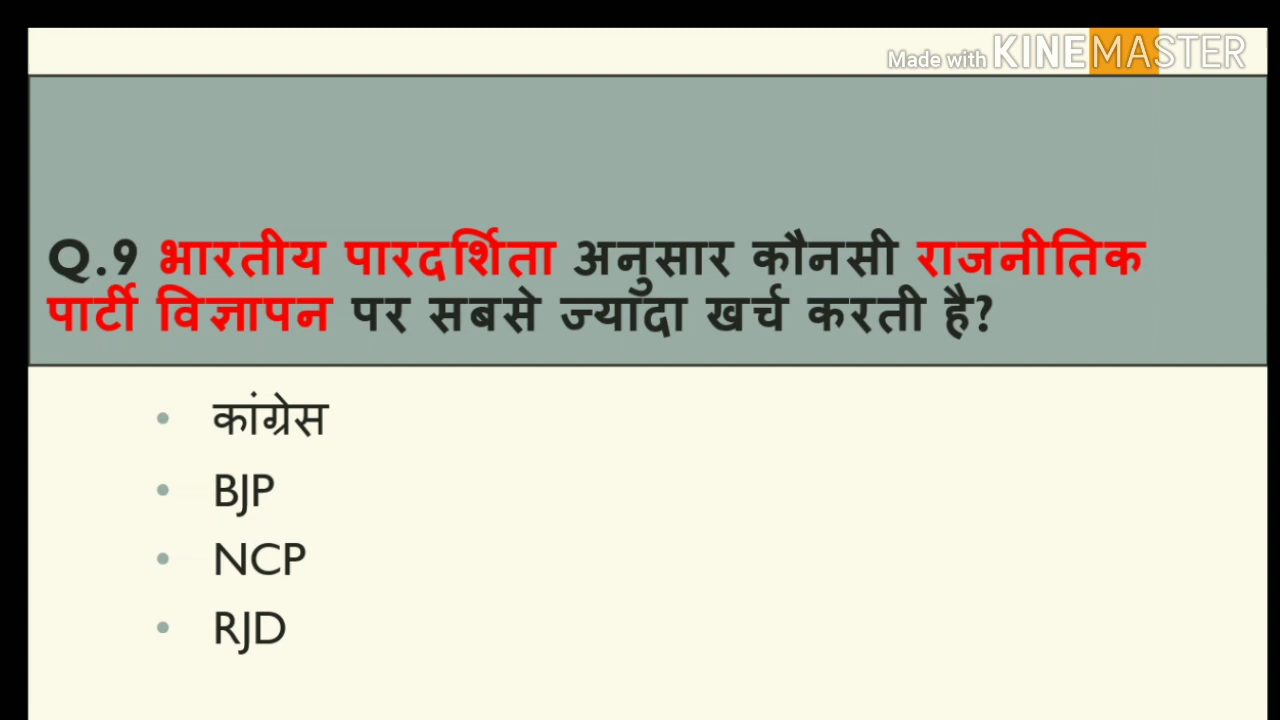 Made with KINEMASTER
Q.9 भारतीय पारदर्शिता अनुसार कौनसी राजनीतिक
पार्टी विज्ञापन पर सबसे ज्यादा खर्च करती है?
• कांग्रेस
• BJP
• NCP
• RJD